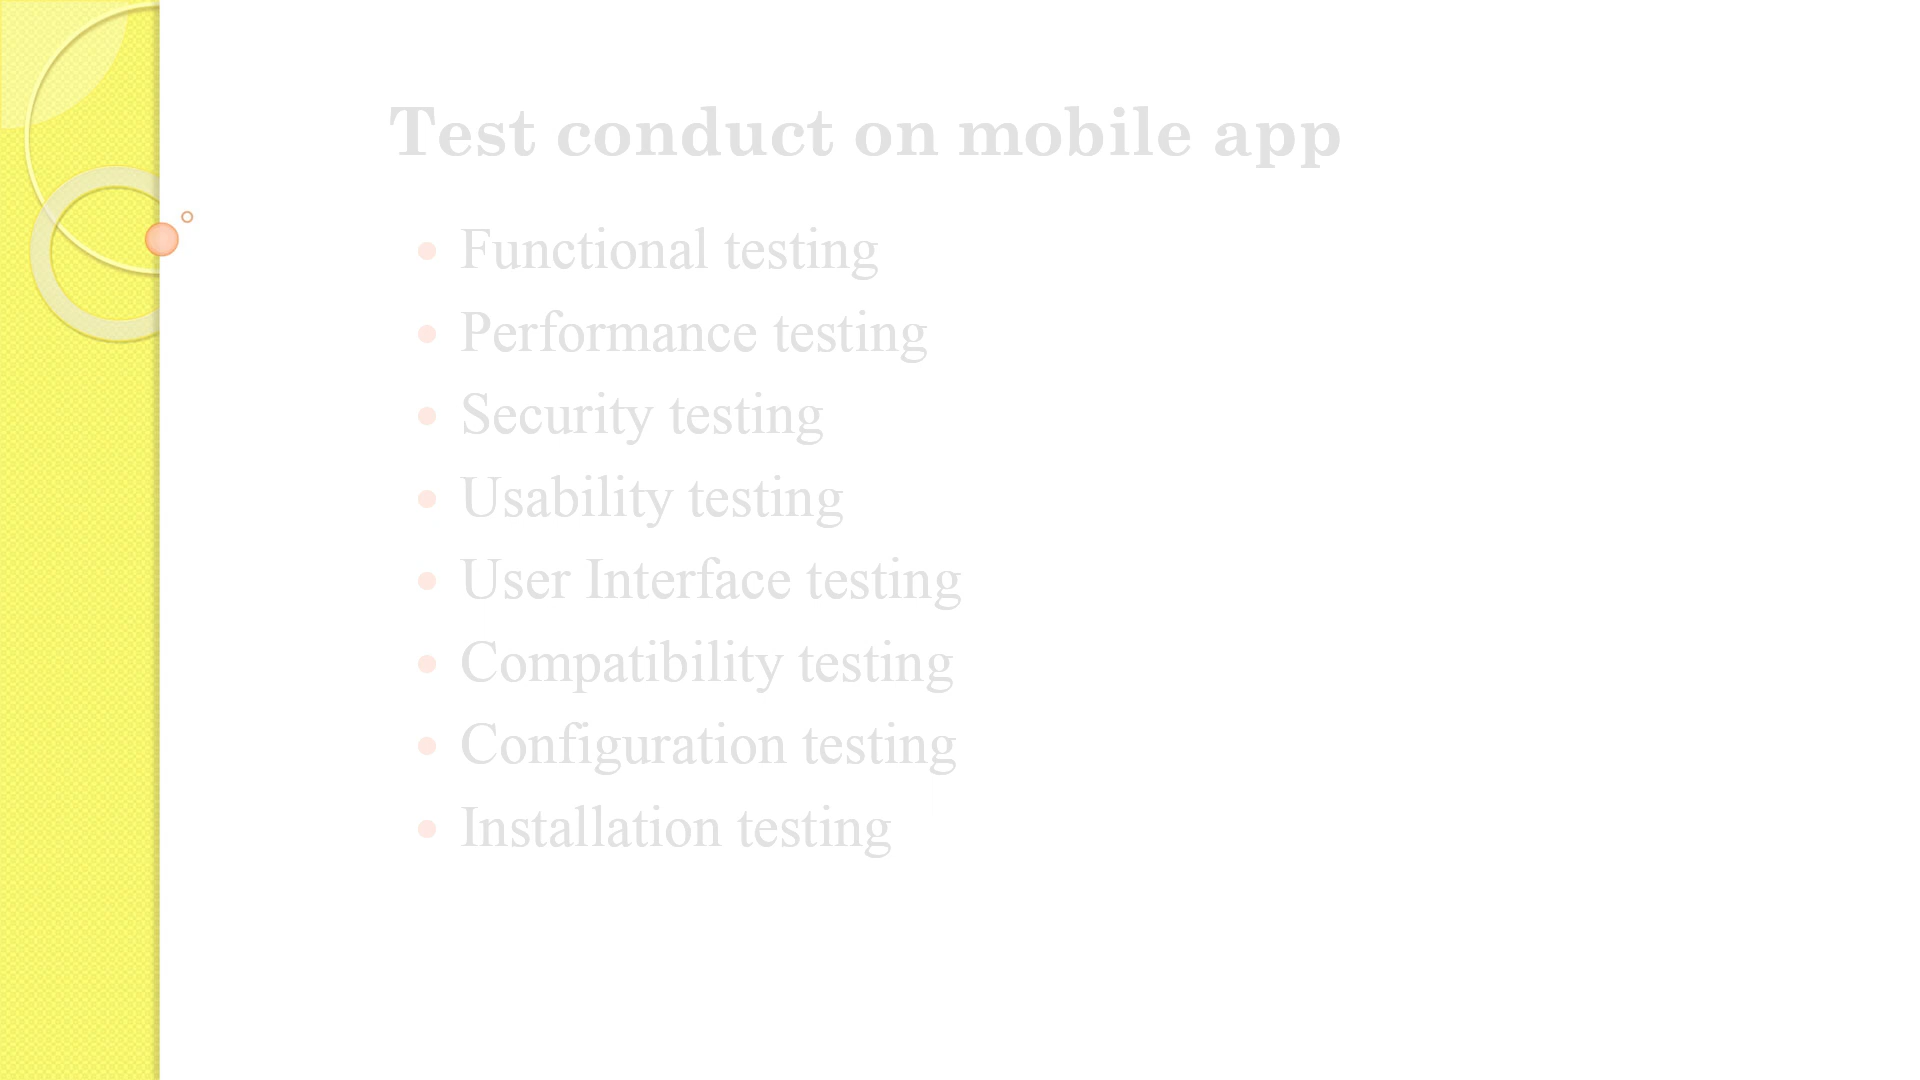 Test conduct on mobile app
Functional testing
Performance testing
Security testing
Usability testing
User Interface testing
Compatibility testing
Configuration testing
Installation testing